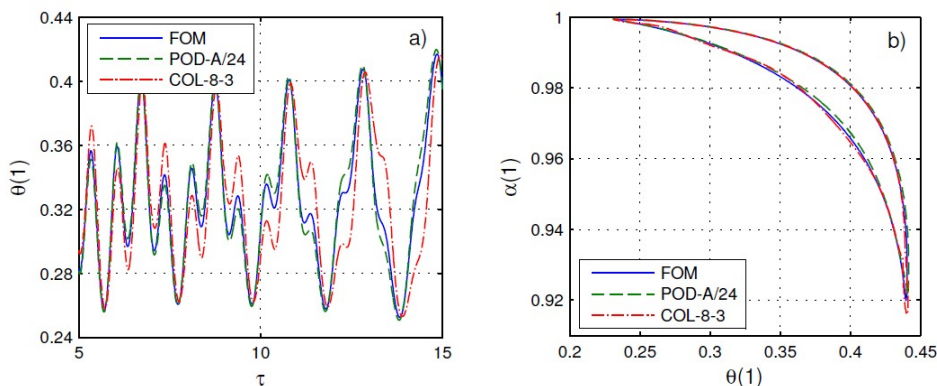 0.44
0.4
0.36
0.32
0.28
0.24
θ(1)
FOM
POD-A/24
COL-8-3
a)
5
10
15
τ
1
0.98
0.96
0.94
0.92
α(1)
b)
FOM
POD-A/24
COL-8-3
0.2
0.25
0.3
0.35
0.4
0.45
θ(1)